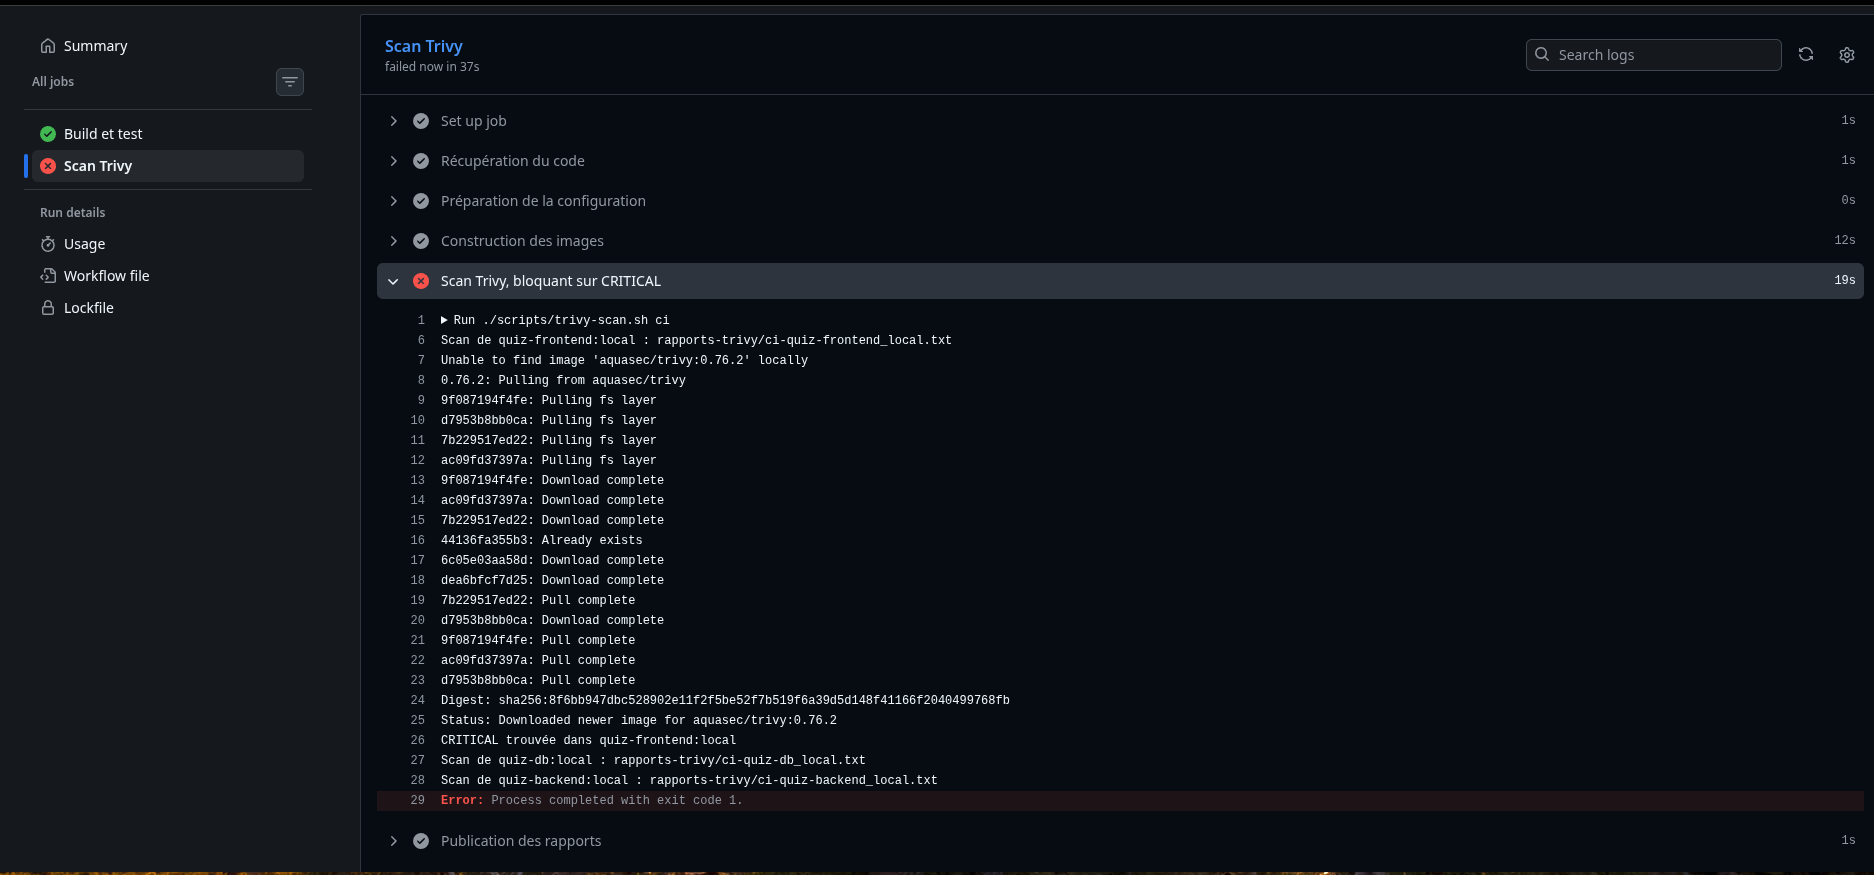 Summary
All jobs
Build et test
Scan Trivy
Run details
Usage
Workflow file
Lockfile
Scan Trivy
failed now in 37s
Search logs
Set up job 1s
Récupération du code 1s
Préparation de la configuration 0s
Construction des images 12s
Scan Trivy, bloquant sur CRITICAL 19s
1 Run ./scripts/trivy-scan.sh ci
6 Scan de quiz-frontend:local : rapports-trivy/ci-quiz-frontend_local.txt
7 Unable to find image 'aquasec/trivy:0.76.2' locally
8 0.76.2: Pulling from aquasec/trivy
9 9f087194f4fe: Pulling fs layer
10 d7953b8bb0ca: Pulling fs layer
11 7b229517ed22: Pulling fs layer
12 ac09fd37397a: Pulling fs layer
13 9f087194f4fe: Download complete
14 ac09fd37397a: Download complete
15 7b229517ed22: Download complete
16 44136fa355b3: Already exists
17 6c05e03aa58d: Download complete
18 dea6bfcf7d25: Download complete
19 7b229517ed22: Pull complete
20 d7953b8bb0ca: Download complete
21 9f087194f4fe: Pull complete
22 ac09fd37397a: Pull complete
23 d7953b8bb0ca: Pull complete
24 Digest: sha256:8f6bb947dbc528902e11f2f5be52f7b519f6a39d5d148f41166f2040499768fb
25 Status: Downloaded newer image for aquasec/trivy:0.76.2
26 CRITICAL trouvée dans quiz-frontend:local
27 Scan de quiz-db:local : rapports-trivy/ci-quiz-db_local.txt
28 Scan de quiz-backend:local : rapports-trivy/ci-quiz-backend_local.txt
29 Error: Process completed with exit code 1.
Publication des rapports 1s